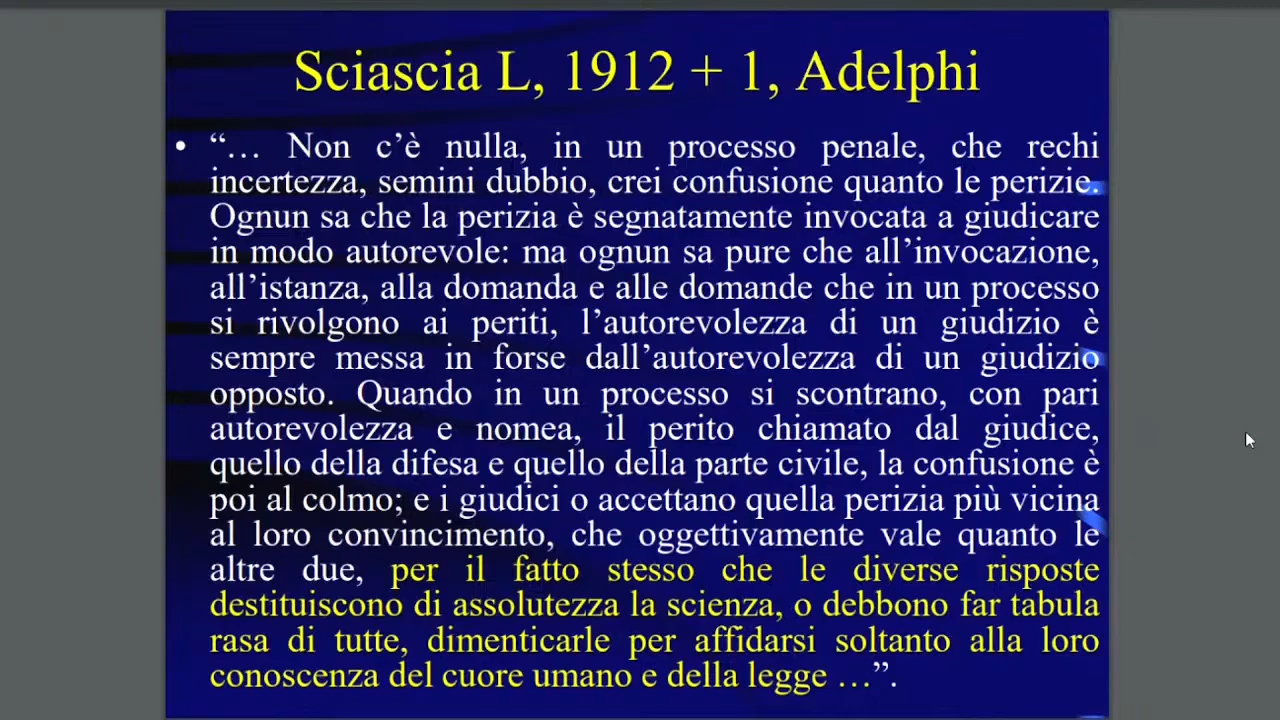 Sciascia L, 1912 + 1, Adelphi
• “… Non c’è nulla, in un processo penale, che rechi
incertezza, semini dubbio, crei confusione quanto le perizie.
Ognun sa che la perizia è segnatamente invocata a giudicare
in modo autorevole: ma ognun sa pure che all’invocazione,
all’istanza, alla domanda e alle domande che in un processo
si rivolgono ai periti, l’autorevolezza di un giudizio è
sempre messa in forse dall’autorevolezza di un giudizio
opposto. Quando in un processo si scontrano, con pari
autorevolezza e nomea, il perito chiamato dal giudice,
quello della difesa e quello della parte civile, la confusione è
poi al colmo; e i giudici o accettano quella perizia più vicina
al loro convincimento, che oggettivamente vale quanto le
altre due, per il fatto stesso che le diverse risposte
destituiscono di assolutezza la scienza, o debbono far tabula
rasa di tutte, dimenticarle per affidarsi soltanto alla loro
conoscenza del cuore umano e della legge …”.